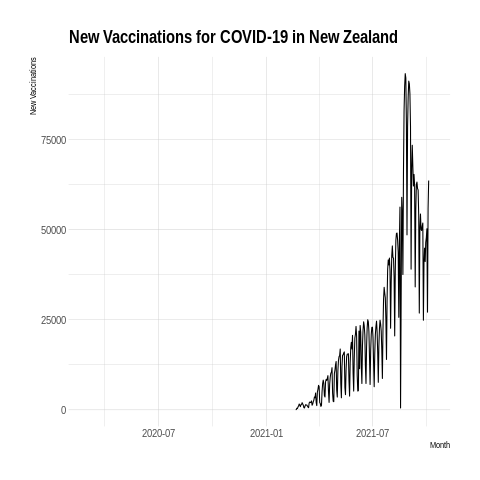 New Vaccinations for COVID-19 in New Zealand
New Vaccinations
75000
50000
25000
0
2020-07
2021-01
2021-07
Month